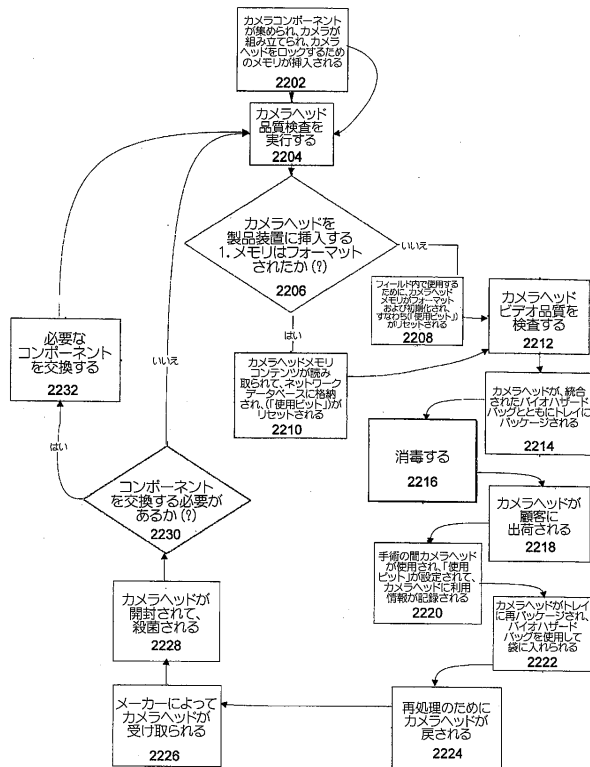 カメラコンポーネント
が集められ、カメラが
組み立てられ、カメラ
ヘッドをロックするため
のメモリが挿入される
2202
カメラヘッド
品質検査を
実行する
2204
カメラヘッドを
製品装置に挿入する
1. メモリはフォーマット
されたか(?)
2206
いいえ
はい
フィールド内で使用する
ために、カメラヘッド
メモリがフォーマット
および初期化され、
すなわち(「使用ビット」)
がリセットされる
2208
カメラヘッドメモリ
コンテンツが読み
取られて、ネットワーク
データベースに格納
され、(「使用ビット」)が
リセットされる
2210
カメラヘッド
ビデオ品質を
検査する
2212
カメラヘッドが、統合
されたバイオハザード
バッグとともにトレイに
パッケージされる
2214
消毒する
2216
カメラヘッドが
顧客に
出荷される
2218
手術の間カメラヘッド
が使用され、「使用
ビット」が設定されて、
カメラヘッドに利用
情報が記録される
2220
カメラヘッドがトレイ
に再パッケージされ、
バイオハザード
バッグを使用して
袋に入れられる
2222
再処理のために
カメラヘッドが
戻される
2224
メーカーによって
カメラヘッドが
受け取られる
2226
カメラヘッドが
開封されて、
殺菌される
2228
コンポーネント
を交換する必要が
あるか(?)
2230
はい
いいえ
必要な
コンポーネント
を交換する
2232